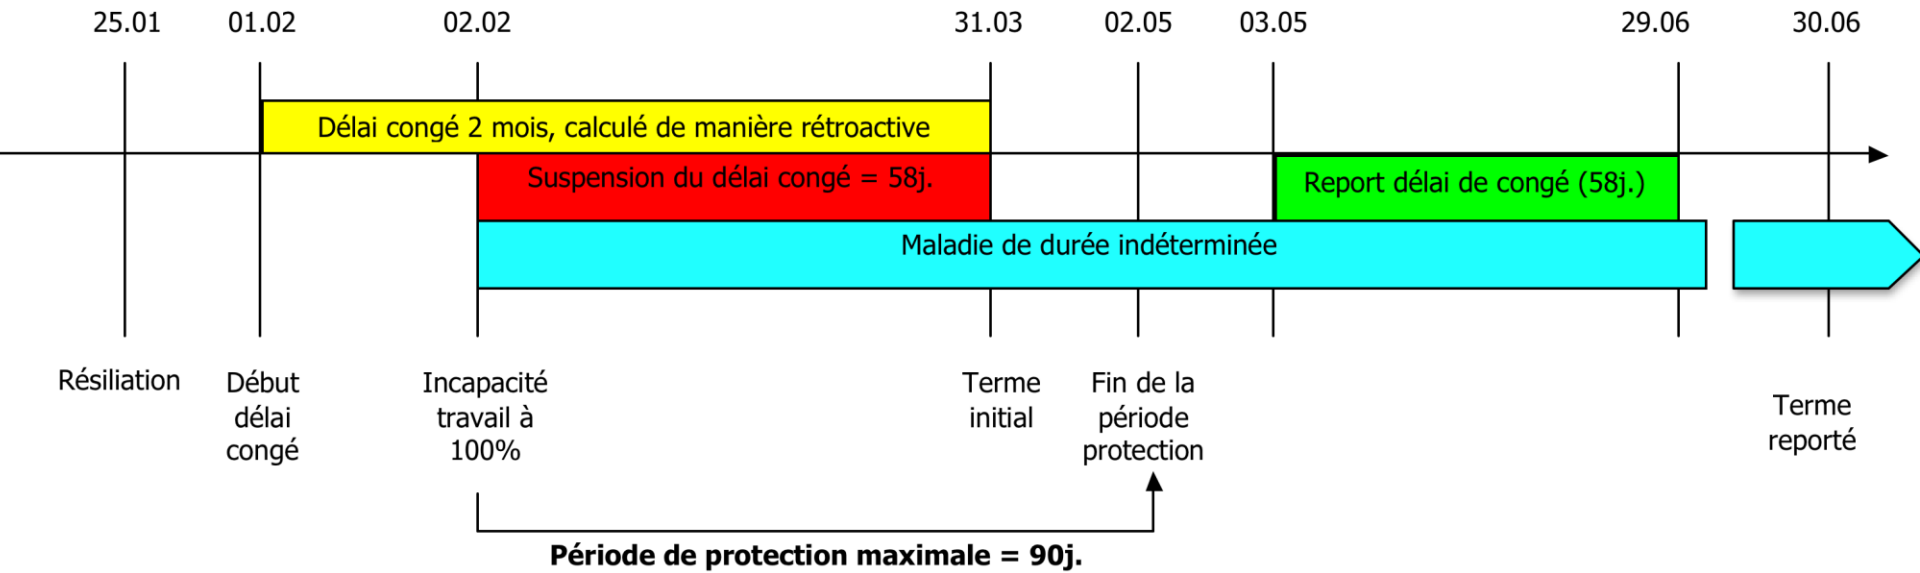 25.01 01.02 02.02 31.03 02.05 03.05 29.06 30.06
Délai congé 2 mois, calculé de manière rétroactive
Suspension du délai congé = 58j.
Report délai de congé (58j.)
Maladie de durée indéterminée
Résiliation
Début
délai
congé
Incapacité
travail à
100%
Terme
initial
Fin de la
période
protection
Terme
reporté
Période de protection maximale = 90j.